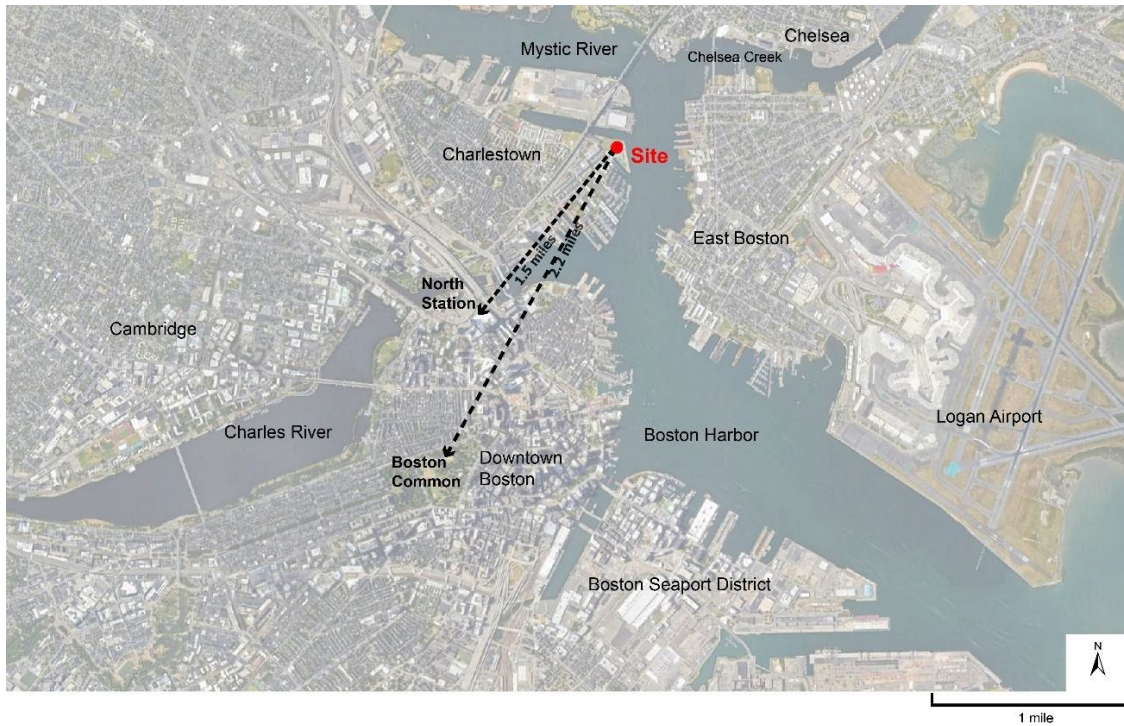 Chelsea
Mystic River
Chelsea Creek
Charlestown
Site
East Boston
1.5 miles
2.2 miles
North
Station
Cambridge
Logan Airport
Charles River
Boston Harbor
Boston
Common
Downtown
Boston
Boston Seaport District
N
1 mile